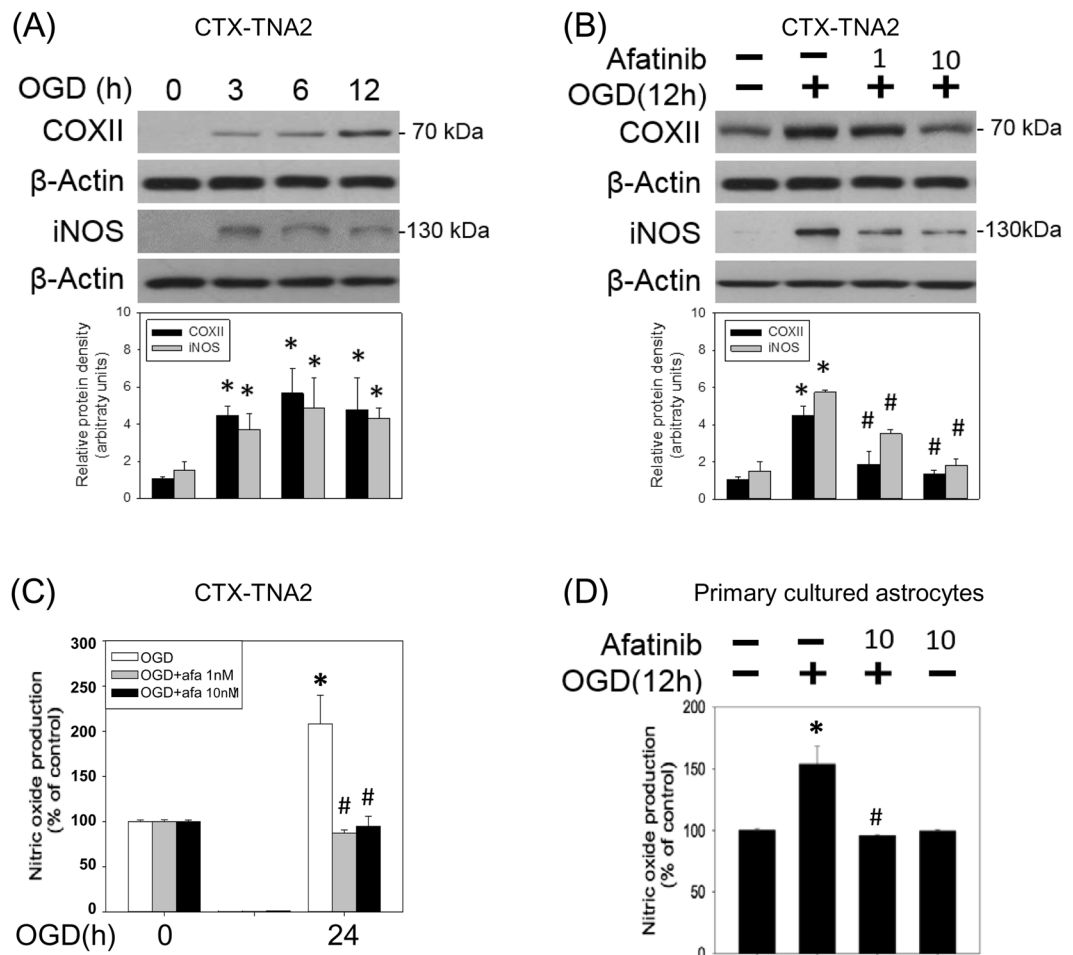 (A)
CTX-TNA2
OGD (h) 0 3 6 12
COXII - 70 kDa
β-Actin
iNOS -130 kDa
β-Actin
Relative protein density
(arbitraty units)
10
8
6
4
2
0
COXII
iNOS
* * * * * *
(B)
CTX-TNA2
Afatinib − − 1 10
OGD(12h) − + + +
COXII - 70 kDa
β-Actin
iNOS -130kDa
β-Actin
Relative protein density
(arbitraty units)
10
8
6
4
2
0
COXII
iNOS
* * # # # #
(C)
CTX-TNA2
Nitric oxide production
(% of control)
300
250
200
150
100
50
0
OGD
OGD+afa 1nM
OGD+afa 10nM
* # #
OGD(h) 0 24
(D)
Primary cultured astrocytes
Afatinib − − 10 10
OGD(12h) − + + −
Nitric oxide production
(% of control)
200
150
100
50
0
* #